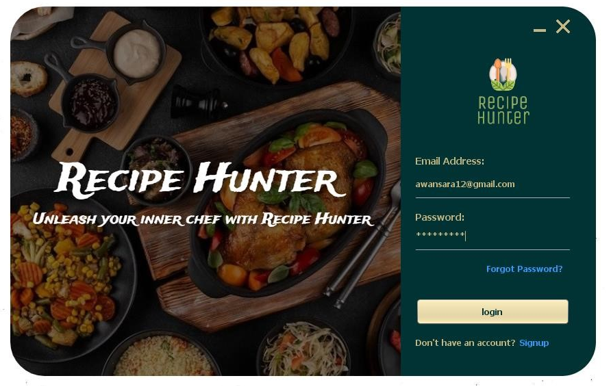 Recipe Hunter
Unleash your inner chef with Recipe Hunter
Recipe
Hunter
Email Address:
awansara12@gmail.com
Password:
*********
Forgot Password?
login
Don't have an account? Signup